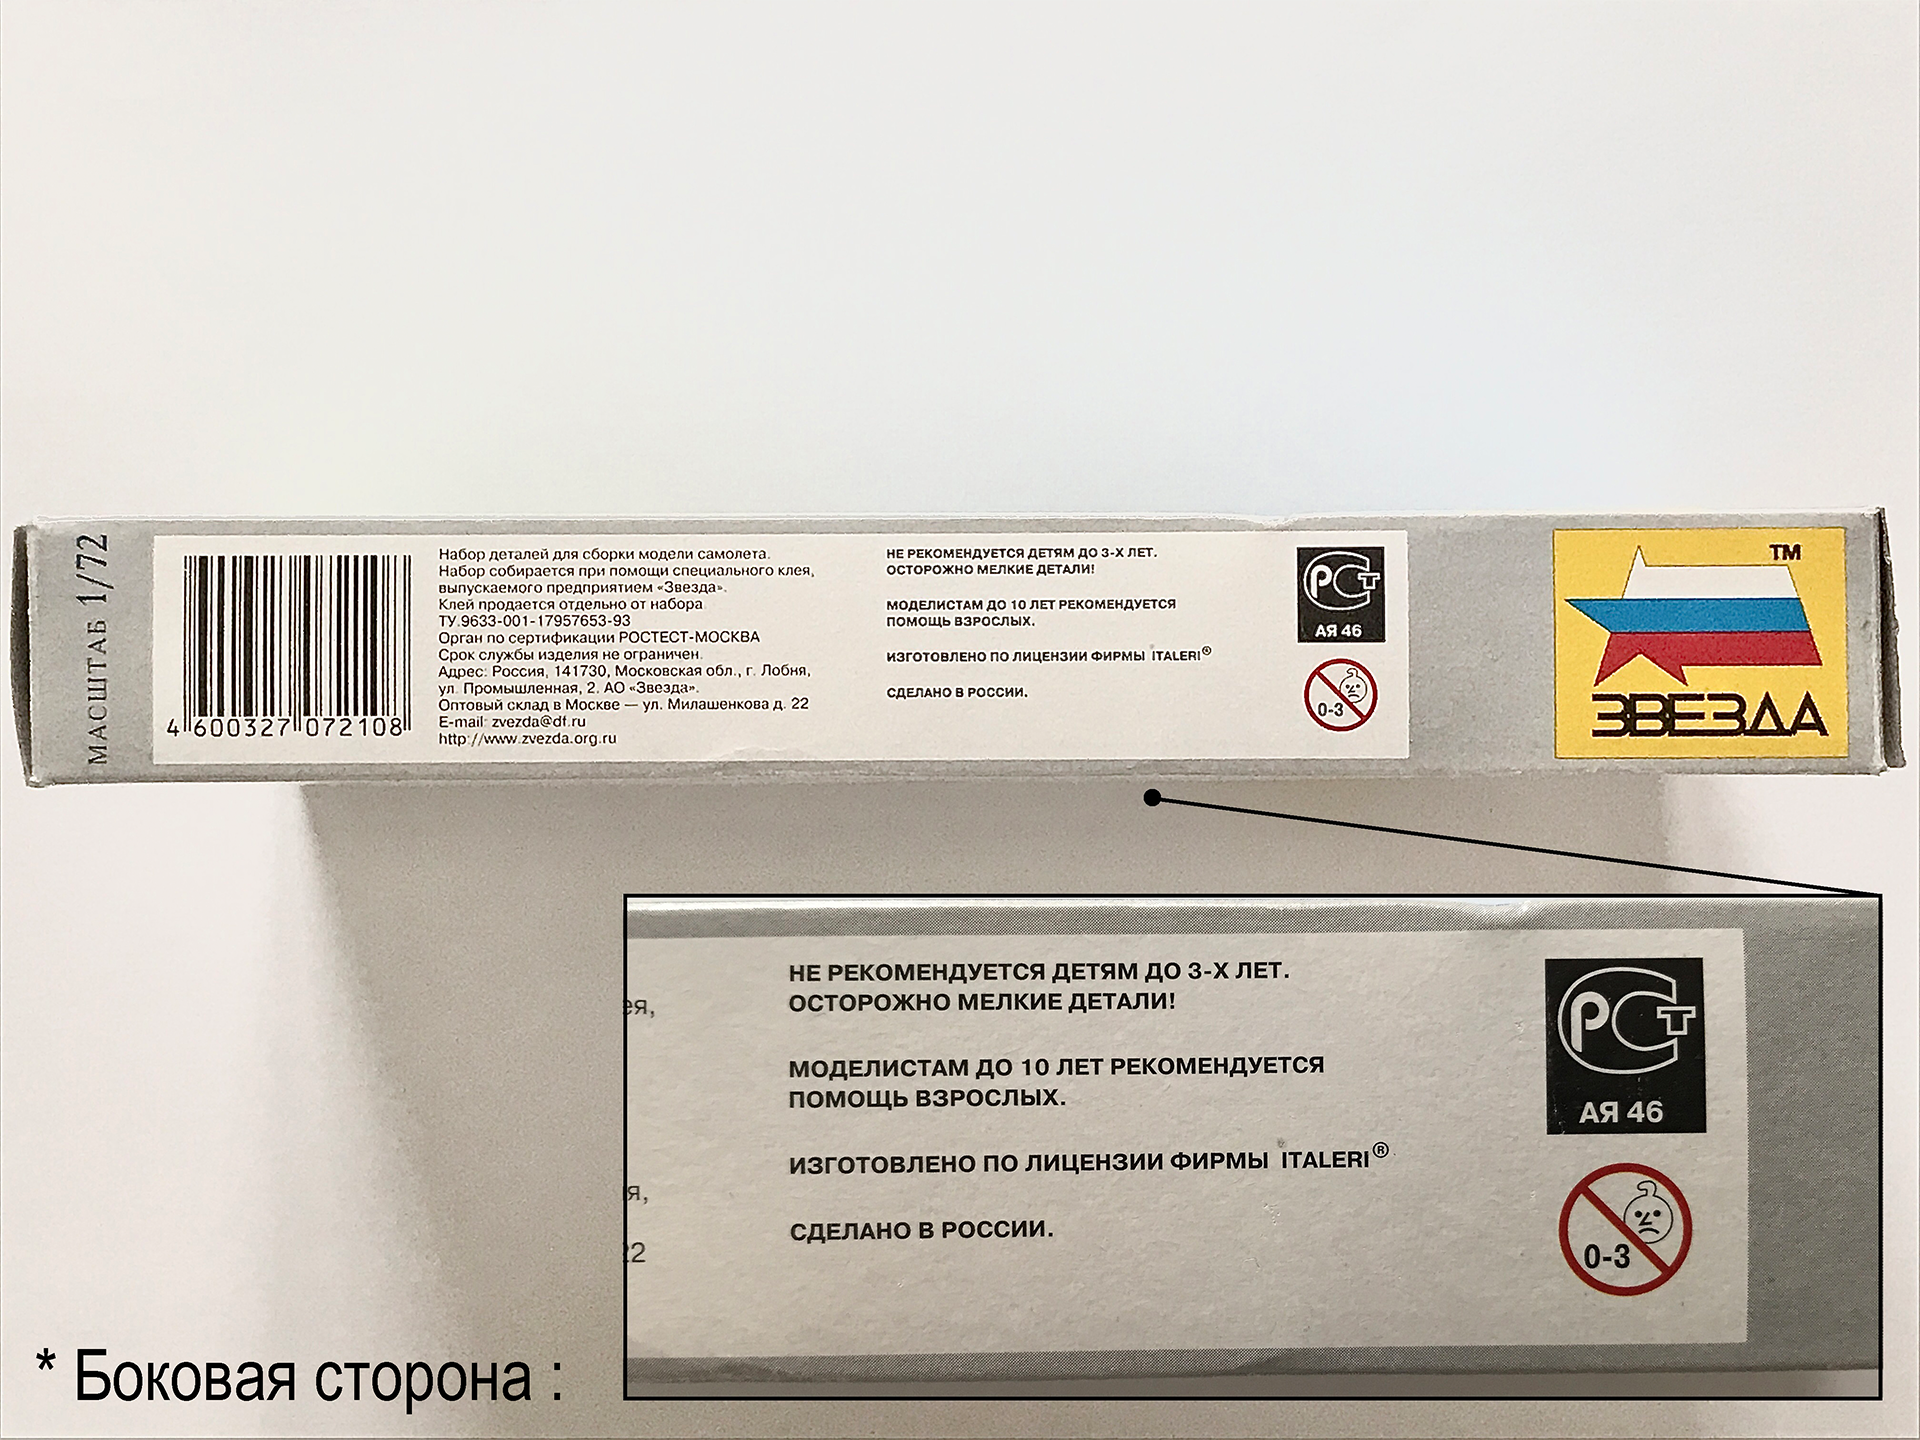 МАСШТАБ 1/72
4 600327 072108
Набор деталей для сборки модели самолета.
Набор собирается при помощи специального клея,
выпускаемого предприятием «Звезда».
Клей продается отдельно от набора
ТУ.9633-001-17957653-93
Орган по сертификации РОСТЕСТ-МОСКВА
Срок службы изделия не ограничен.
Адрес: Россия, 141730, Московская обл., г. Лобня,
ул. Промышленная, 2. АО «Звезда».
Оптовый склад в Москве — ул. Милашенкова д. 22
E-mail: zvezda@df.ru
http://www.zvezda.org.ru
НЕ РЕКОМЕНДУЕТСЯ ДЕТЯМ ДО 3-Х ЛЕТ.
ОСТОРОЖНО МЕЛКИЕ ДЕТАЛИ!
МОДЕЛИСТАМ ДО 10 ЛЕТ РЕКОМЕНДУЕТСЯ
ПОМОЩЬ ВЗРОСЛЫХ.
ИЗГОТОВЛЕНО ПО ЛИЦЕНЗИИ ФИРМЫ ITALERI®
СДЕЛАНО В РОССИИ.
РСТ
АЯ 46
0-3
TM
ЗВЕЗДА
ея,
я,
22
НЕ РЕКОМЕНДУЕТСЯ ДЕТЯМ ДО 3-Х ЛЕТ.
ОСТОРОЖНО МЕЛКИЕ ДЕТАЛИ!
МОДЕЛИСТАМ ДО 10 ЛЕТ РЕКОМЕНДУЕТСЯ
ПОМОЩЬ ВЗРОСЛЫХ.
ИЗГОТОВЛЕНО ПО ЛИЦЕНЗИИ ФИРМЫ ITALERI®
СДЕЛАНО В РОССИИ.
РСТ
АЯ 46
0-3
* Боковая сторона :